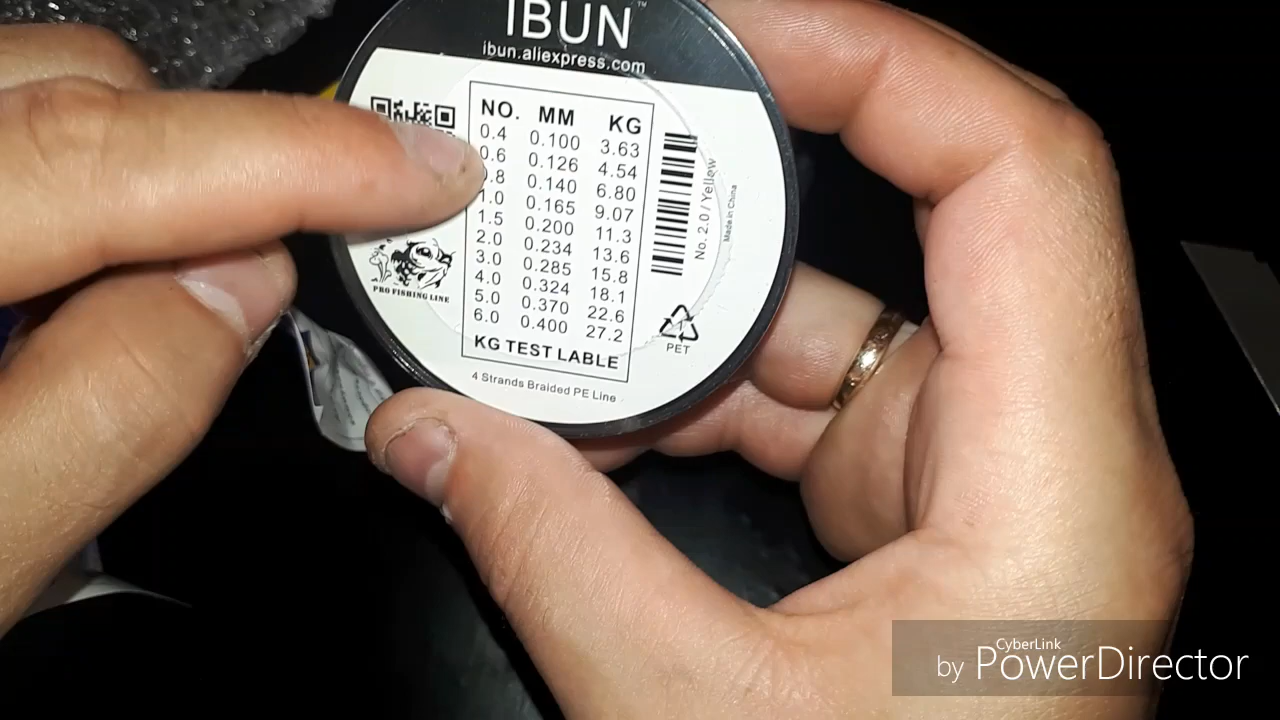 IBUN™
ibun.aliexpress.com
NO. MM KG
0.4 0.100 3.63
0.6 0.126 4.54
.8 0.140 6.80
1.0 0.165 9.07
1.5 0.200 11.3
2.0 0.234 13.6
3.0 0.285 15.8
4.0 0.324 18.1
5.0 0.370 22.6
6.0 0.400 27.2
KG TEST LABLE
4 Strands Braided PE Line
PRO FISHING LINE
No. 2.0 / Yellow
Made in China
PET
CyberLink
by PowerDirector